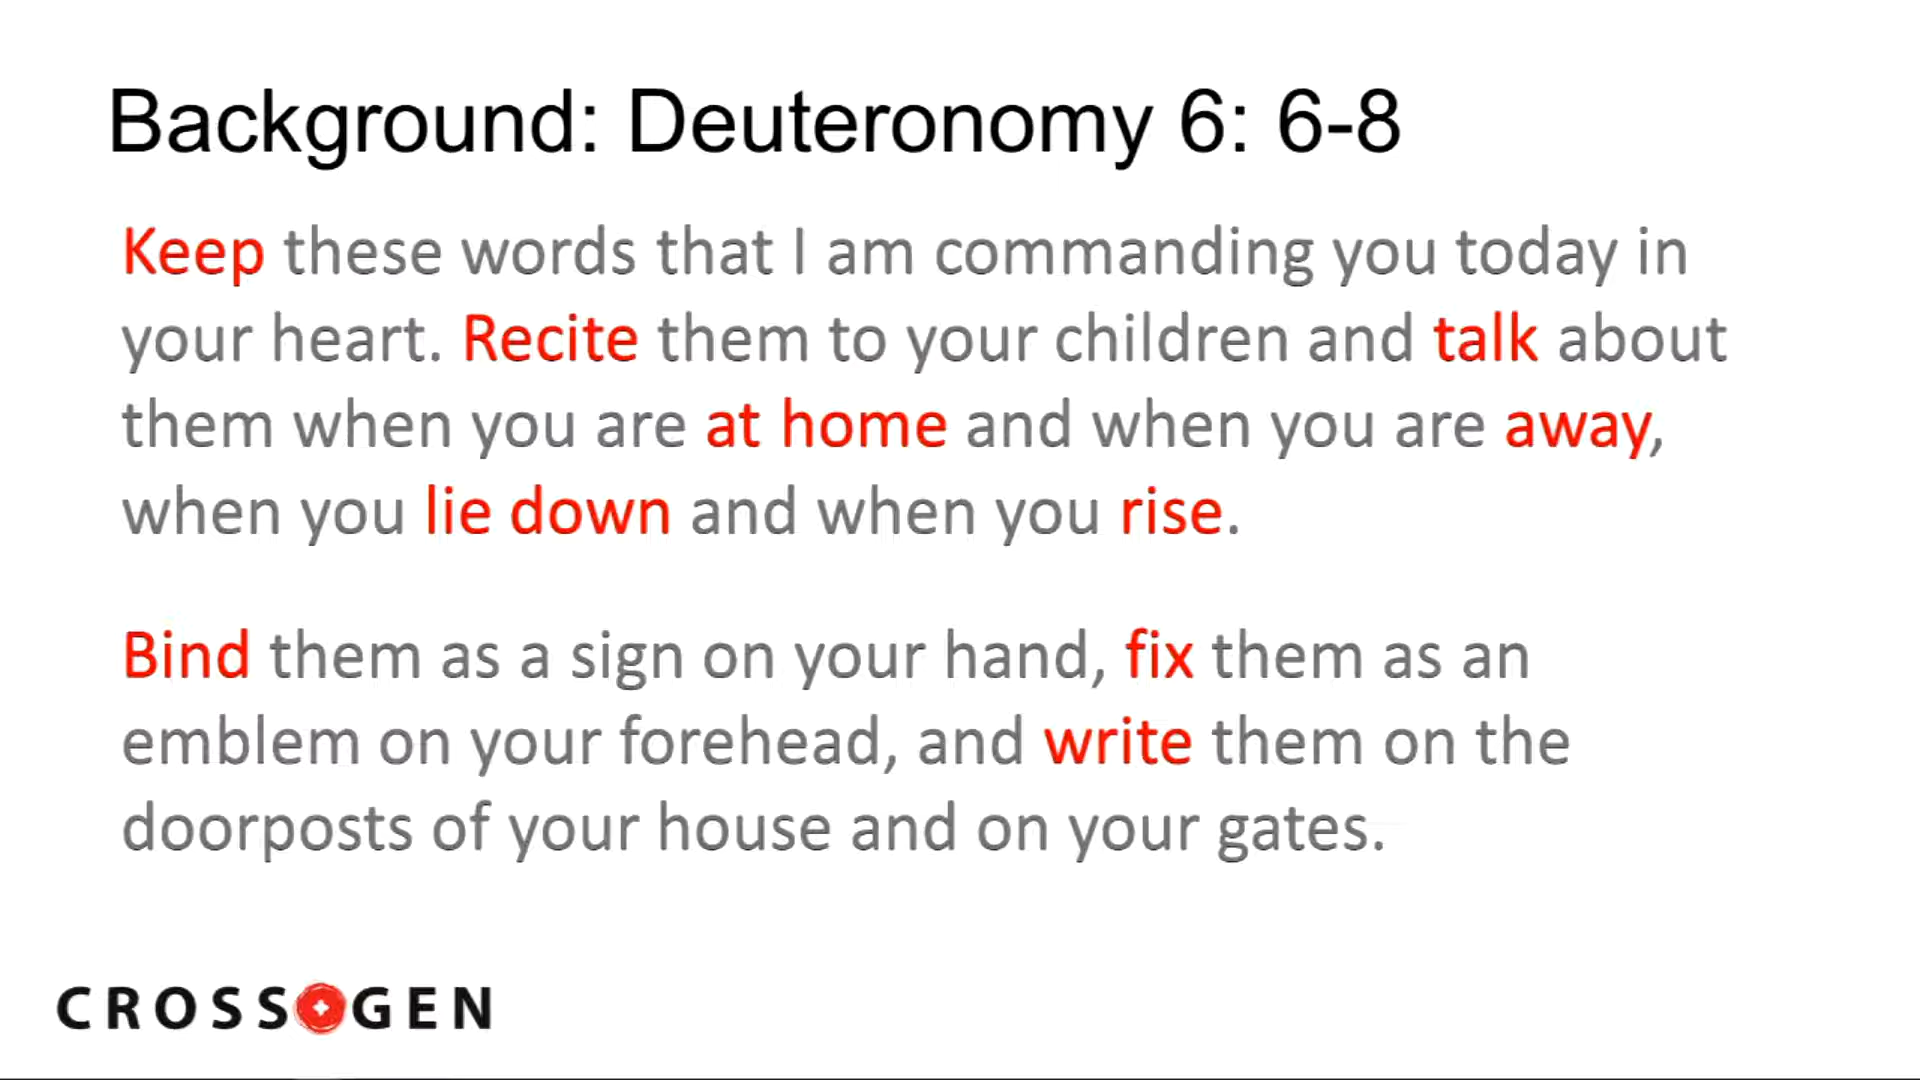 Background: Deuteronomy 6: 6-8
Keep these words that I am commanding you today in
your heart. Recite them to your children and talk about
them when you are at home and when you are away,
when you lie down and when you rise.
Bind them as a sign on your hand, fix them as an
emblem on your forehead, and write them on the
doorposts of your house and on your gates.
CROSS GEN